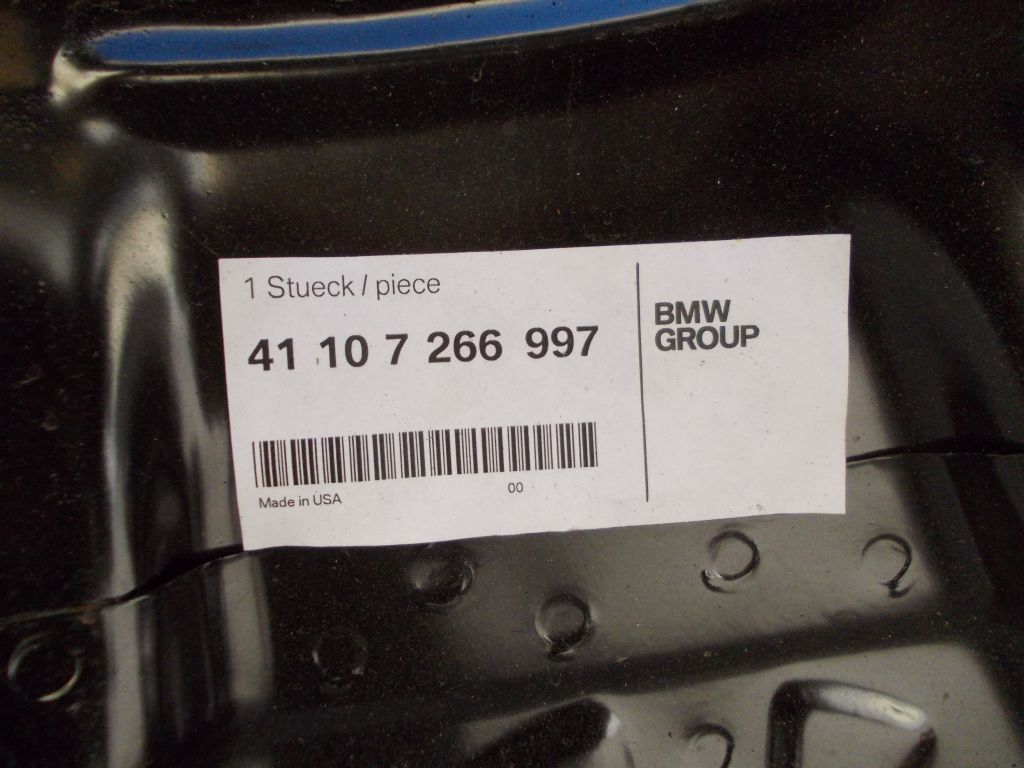 1 Stueck / piece
41 10 7 266 997
BMW
GROUP
Made in USA
00